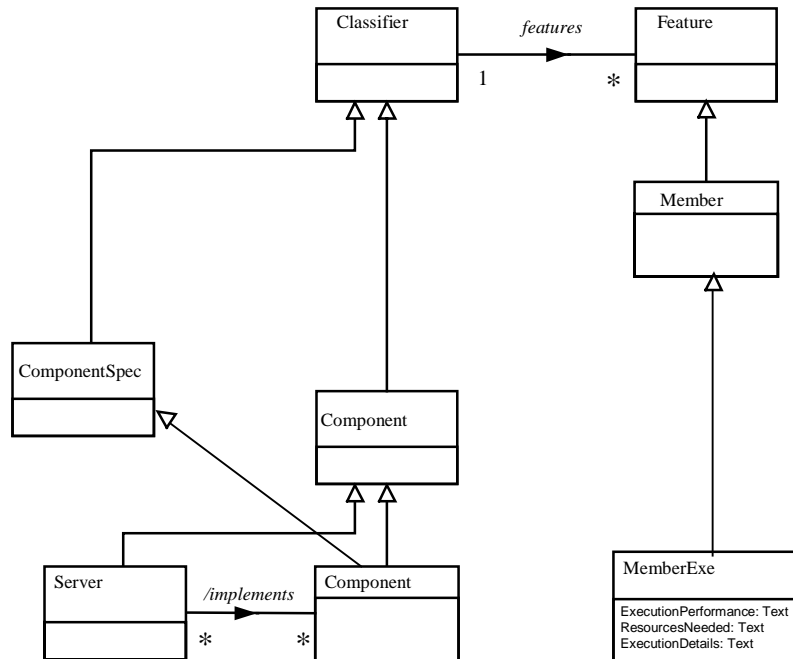 Classifier
features
Feature
1
*
Member
ComponentSpec
Component
Server
/implements
Component
*
*
MemberExe
ExecutionPerformance: Text
ResourcesNeeded: Text
ExecutionDetails: Text